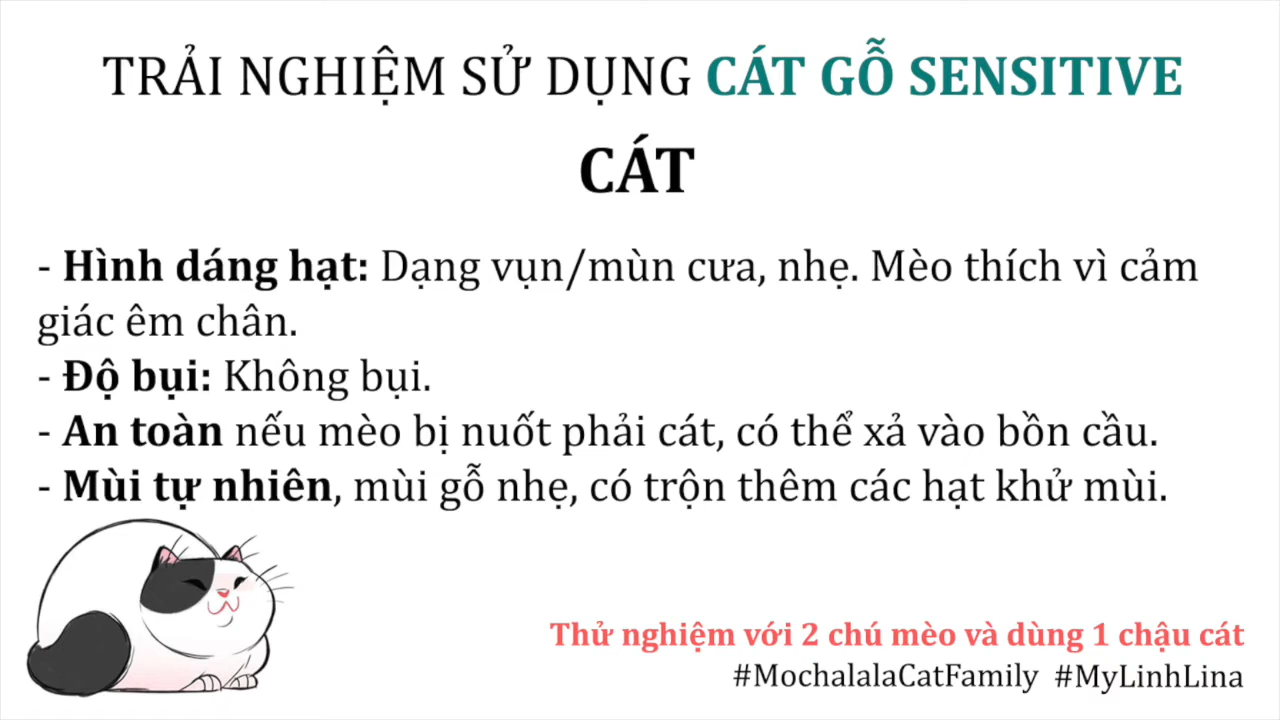 TRẢI NGHIỆM SỬ DỤNG CÁT GỖ SENSITIVE
CÁT
- Hình dáng hạt: Dạng vụn/mùn cưa, nhẹ. Mèo thích vì cảm
giác êm chân.
- Độ bụi: Không bụi.
- An toàn nếu mèo bị nuốt phải cát, có thể xả vào bồn cầu.
- Mùi tự nhiên, mùi gỗ nhẹ, có trộn thêm các hạt khử mùi.
Thử nghiệm với 2 chú mèo và dùng 1 chậu cát
#MochalalaCatFamily #MyLinhLina